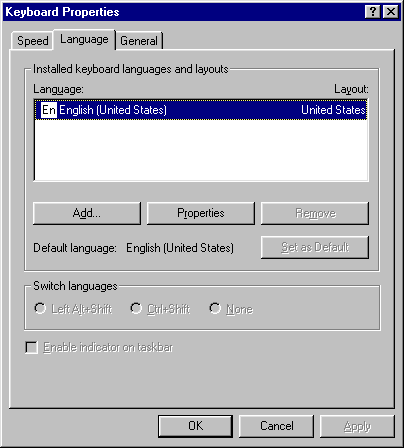 Keyboard Properties
Speed Language General
Installed keyboard languages and layouts
Language: Layout:
En English (United States) United States
Add... Properties Remove
Default language: English (United States) Set as Default
Switch languages
Left Alt+Shift Ctrl+Shift None
Enable indicator on taskbar
OK Cancel Apply